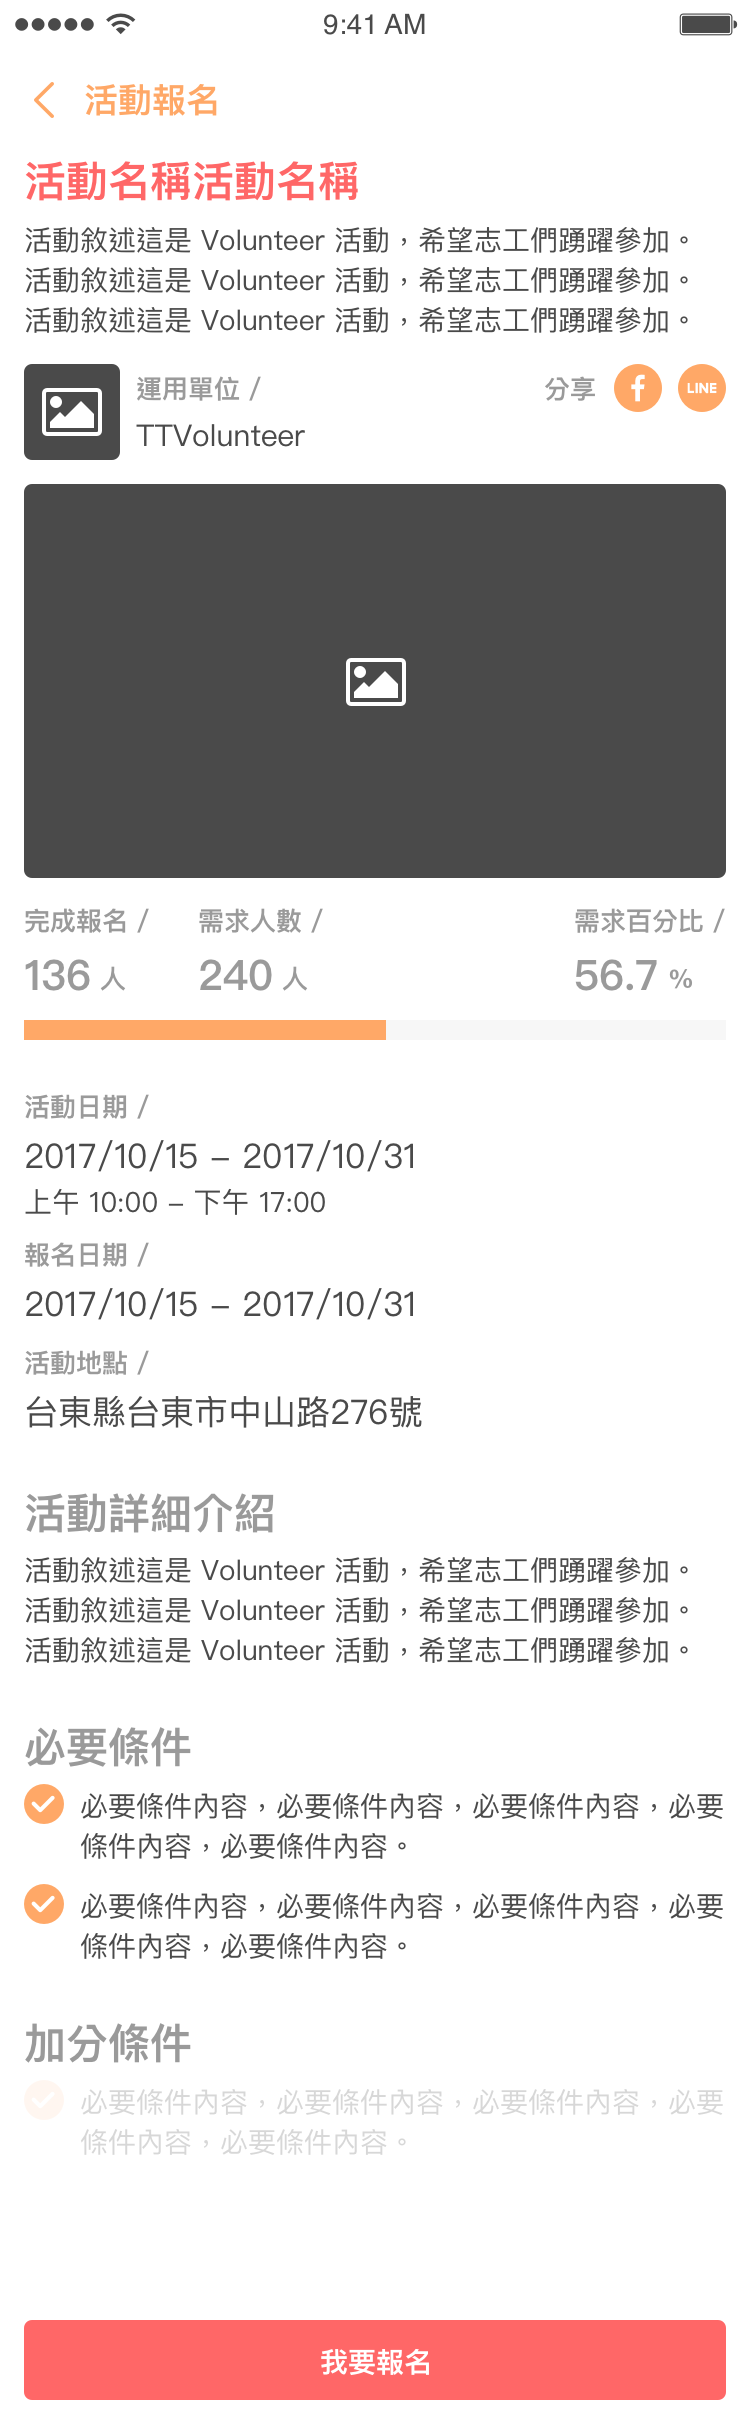 9:41 AM
活動報名
活動名稱活動名稱
活動敘述這是 Volunteer 活動，希望志工們踴躍參加。
活動敘述這是 Volunteer 活動，希望志工們踴躍參加。
活動敘述這是 Volunteer 活動，希望志工們踴躍參加。
運用單位 /
分享
f
LINE
TTVolunteer
完成報名 /
需求人數 /
需求百分比 /
136 人
240 人
56.7 %
活動日期 /
2017/10/15 – 2017/10/31
上午 10:00 – 下午 17:00
報名日期 /
2017/10/15 – 2017/10/31
活動地點 /
台東縣台東市中山路276號
活動詳細介紹
活動敘述這是 Volunteer 活動，希望志工們踴躍參加。
活動敘述這是 Volunteer 活動，希望志工們踴躍參加。
活動敘述這是 Volunteer 活動，希望志工們踴躍參加。
必要條件
必要條件內容，必要條件內容，必要條件內容，必要
條件內容，必要條件內容。
必要條件內容，必要條件內容，必要條件內容，必要
條件內容，必要條件內容。
加分條件
必要條件內容，必要條件內容，必要條件內容，必要
條件內容，必要條件內容。
我要報名